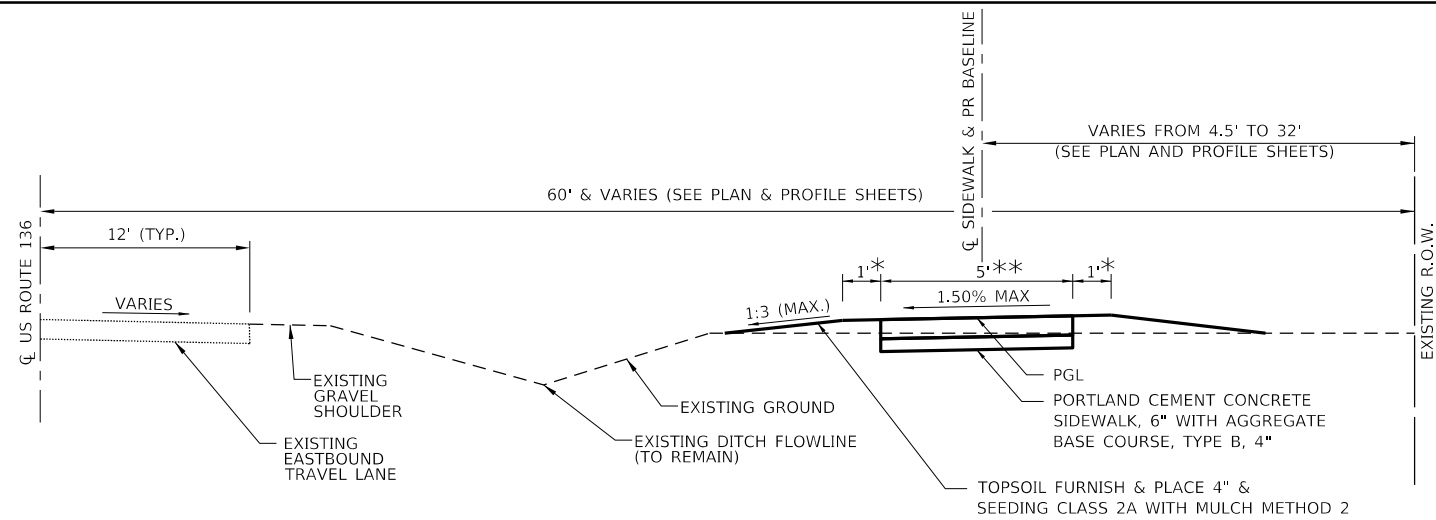 ℄ SIDEWALK & PR BASELINE
VARIES FROM 4.5' TO 32'
(SEE PLAN AND PROFILE SHEETS)
60' & VARIES (SEE PLAN & PROFILE SHEETS)
℄ US ROUTE 136
12' (TYP.)
VARIES
1'*
5'**
1'*
1:3 (MAX.)
1.50% MAX
EXISTING R.O.W.
EXISTING
GRAVEL
SHOULDER
EXISTING
EASTBOUND
TRAVEL LANE
EXISTING GROUND
EXISTING DITCH FLOWLINE
(TO REMAIN)
PGL
PORTLAND CEMENT CONCRETE
SIDEWALK, 6" WITH AGGREGATE
BASE COURSE, TYPE B, 4"
TOPSOIL FURNISH & PLACE 4" &
SEEDING CLASS 2A WITH MULCH METHOD 2